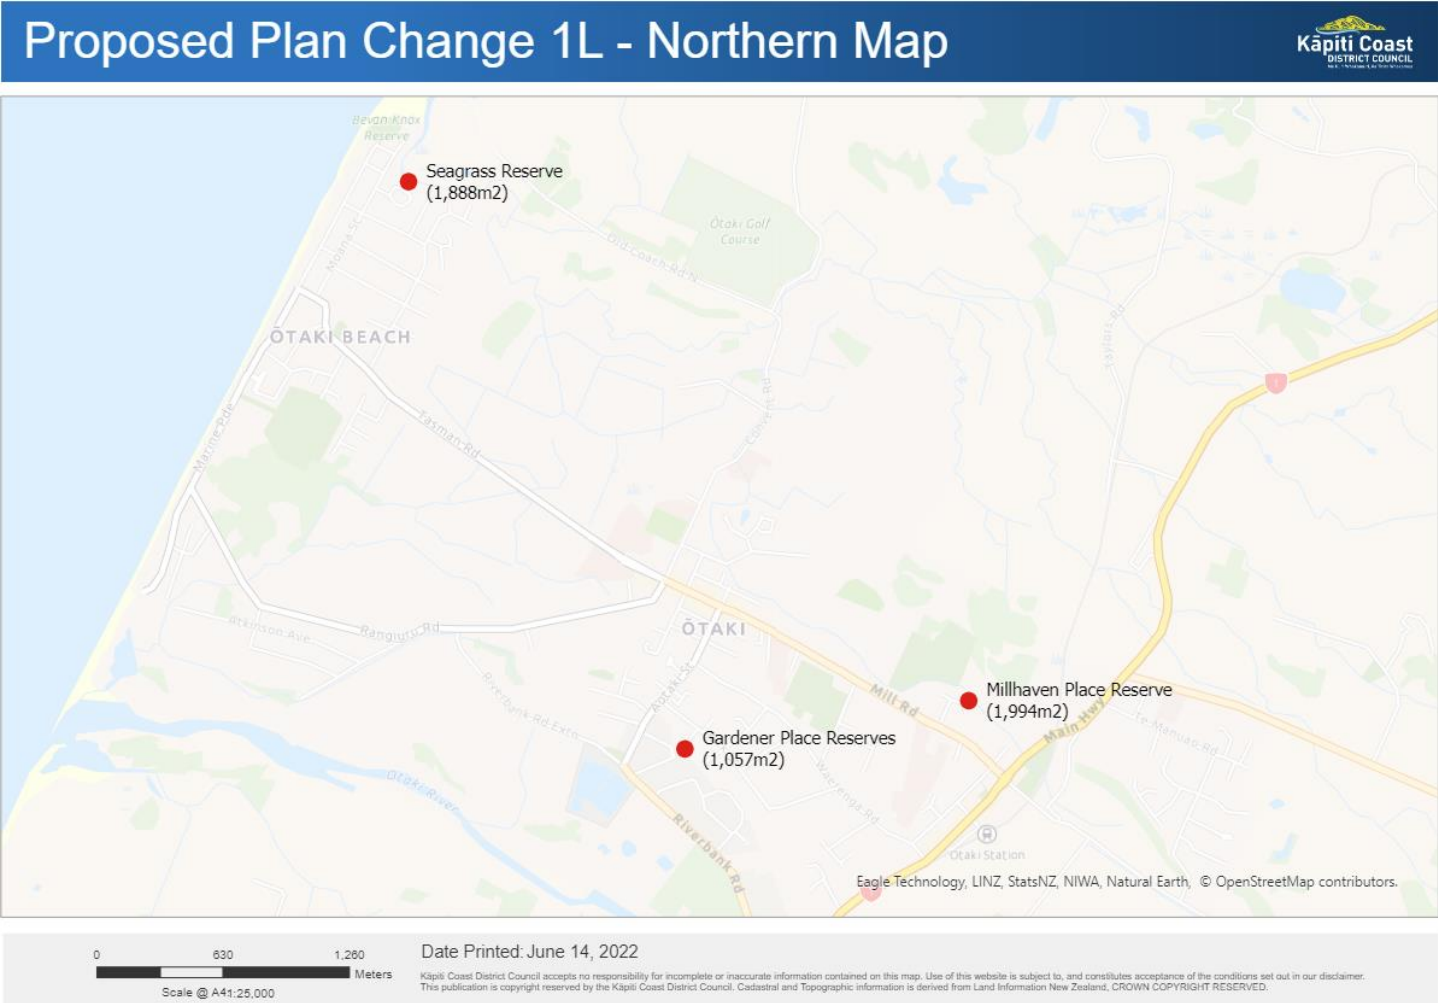 Proposed Plan Change 1L - Northern Map
Kāpiti Coast
DISTRICT COUNCIL
Bevan Knox
Reserve
Seagrass Reserve
(1,888m2)
Moana St
Old Coach Rd N
Ōtaki Golf
Course
ŌTAKI BEACH
Taylors Rd
1
Marine Pde
Tasman Rd
Convent Rd
Atkinson Ave
Rangiuru Rd
ŌTAKI
Aotaki St
Riverbank Rd Extn
Mill Rd
Millhaven Place Reserve
(1,994m2)
Main Hwy
Te Manuao Rd
Gardener Place Reserves
(1,057m2)
Waerenga Rd
Otaki River
Riverbank Rd
Otaki Station
Eagle Technology, LINZ, StatsNZ, NIWA, Natural Earth, © OpenStreetMap contributors.
0 630 1,260
Meters
Scale @ A41:25,000
Date Printed: June 14, 2022
Kāpiti Coast District Council accepts no responsibility for incomplete or inaccurate information contained on this map. Use of this website is subject to, and constitutes acceptance of the conditions set out in our disclaimer.
This publication is copyright reserved by the Kāpiti Coast District Council. Cadastral and Topographic information is derived from Land Information New Zealand, CROWN COPYRIGHT RESERVED.